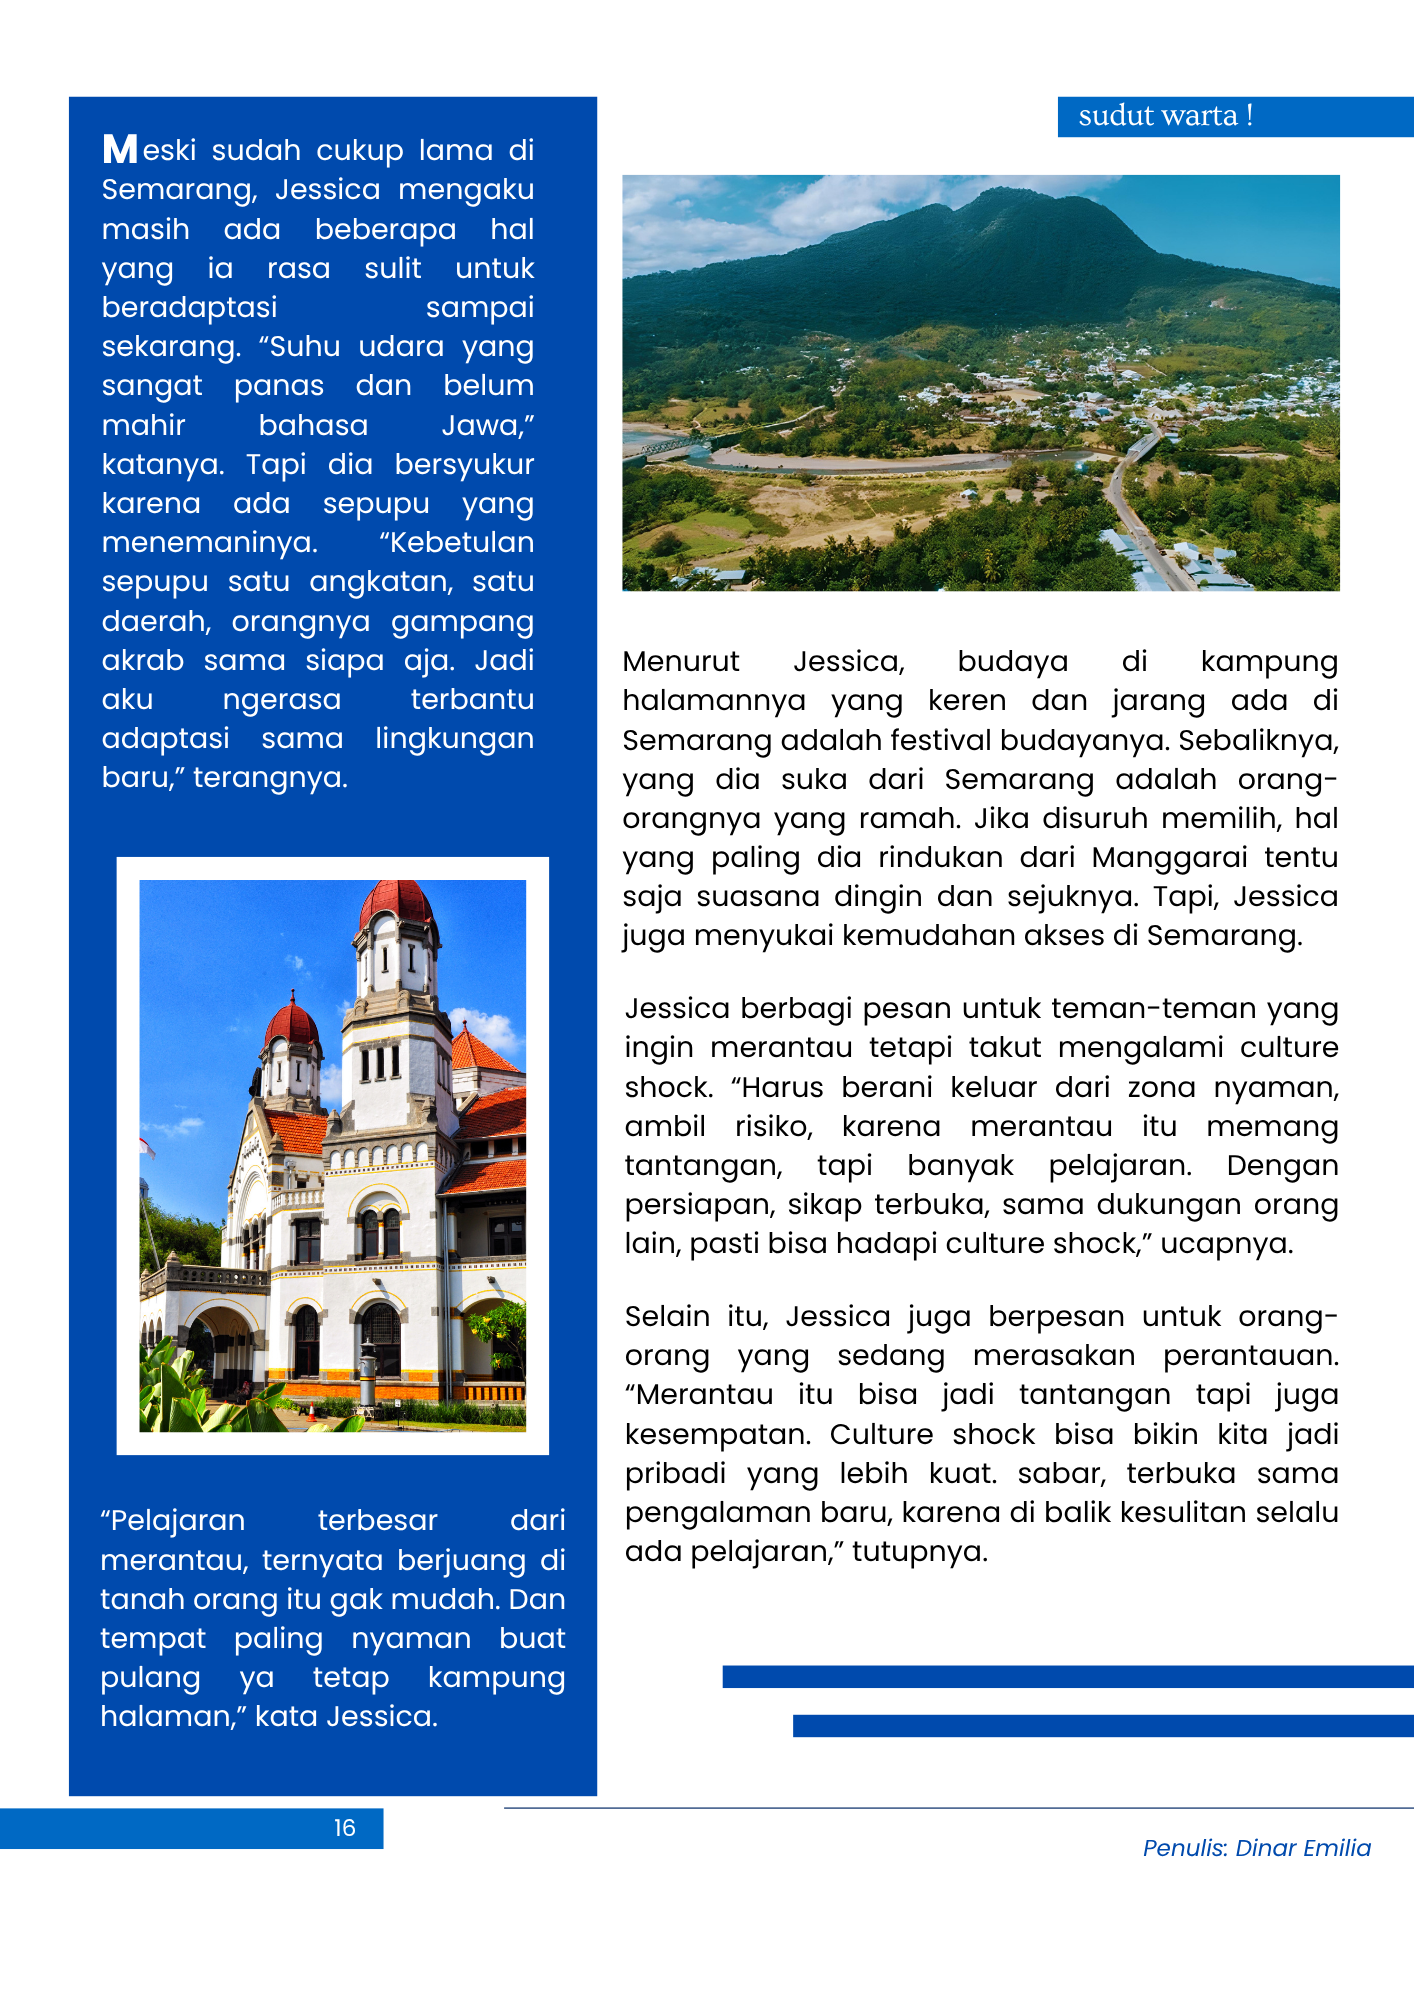 sudut warta !
Meski sudah cukup lama di
Semarang, Jessica mengaku
masih ada beberapa hal
yang ia rasa sulit untuk
beradaptasi sampai
sekarang. “Suhu udara yang
sangat panas dan belum
mahir bahasa Jawa,”
katanya. Tapi dia bersyukur
karena ada sepupu yang
menemaninya. “Kebetulan
sepupu satu angkatan, satu
daerah, orangnya gampang
akrab sama siapa aja. Jadi
aku ngerasa terbantu
adaptasi sama lingkungan
baru,” terangnya.
“Pelajaran terbesar dari
merantau, ternyata berjuang di
tanah orang itu gak mudah. Dan
tempat paling nyaman buat
pulang ya tetap kampung
halaman,” kata Jessica.
Menurut Jessica, budaya di kampung
halamannya yang keren dan jarang ada di
Semarang adalah festival budayanya. Sebaliknya,
yang dia suka dari Semarang adalah orang-
orangnya yang ramah. Jika disuruh memilih, hal
yang paling dia rindukan dari Manggarai tentu
saja suasana dingin dan sejuknya. Tapi, Jessica
juga menyukai kemudahan akses di Semarang.
Jessica berbagi pesan untuk teman-teman yang
ingin merantau tetapi takut mengalami culture
shock. “Harus berani keluar dari zona nyaman,
ambil risiko, karena merantau itu memang
tantangan, tapi banyak pelajaran. Dengan
persiapan, sikap terbuka, sama dukungan orang
lain, pasti bisa hadapi culture shock,” ucapnya.
Selain itu, Jessica juga berpesan untuk orang-
orang yang sedang merasakan perantauan.
“Merantau itu bisa jadi tantangan tapi juga
kesempatan. Culture shock bisa bikin kita jadi
pribadi yang lebih kuat. sabar, terbuka sama
pengalaman baru, karena di balik kesulitan selalu
ada pelajaran,” tutupnya.
16
Penulis: Dinar Emilia